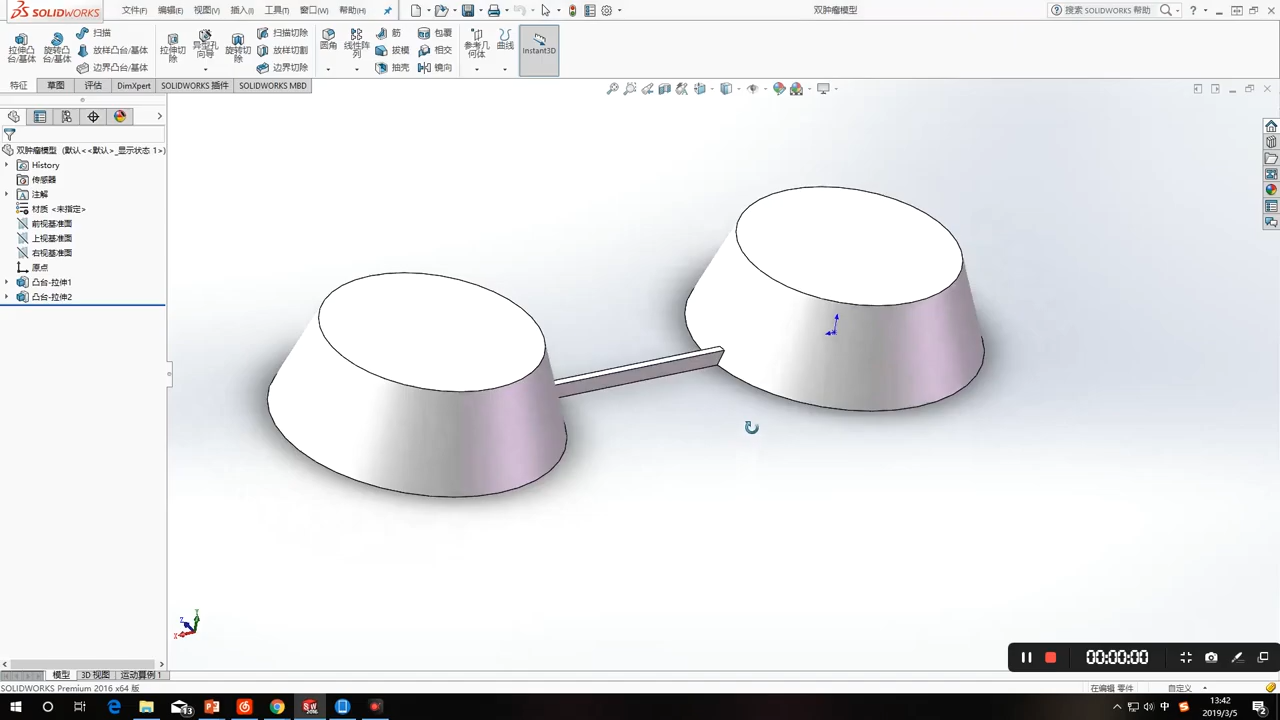 SOLIDWORKS
文件(F) 编辑(E) 视图(V) 插入(I) 工具(T) 窗口(W) 帮助(H)
双肿瘤模型
搜索 SOLIDWORKS 帮助
拉伸凸台/基体
旋转凸台/基体
扫描
放样凸台/基体
边界凸台/基体
拉伸切除
异型孔向导
旋转切除
扫描切除
放样切割
边界切除
圆角
线性阵列
筋
拔模
抽壳
包覆
相交
镜向
参考几何体
曲线
Instant3D
特征 草图 评估 DimXpert SOLIDWORKS 插件 SOLIDWORKS MBD
双肿瘤模型 (默认<<默认>_显示状态 1>)
History
传感器
注解
材质 <未指定>
前视基准面
上视基准面
右视基准面
原点
凸台-拉伸1
凸台-拉伸2
Y
Z
X
00:00:00
模型 3D 视图 运动算例 1
SOLIDWORKS Premium 2016 x64 版
在编辑 零件
自定义
中
13:42
2019/3/5